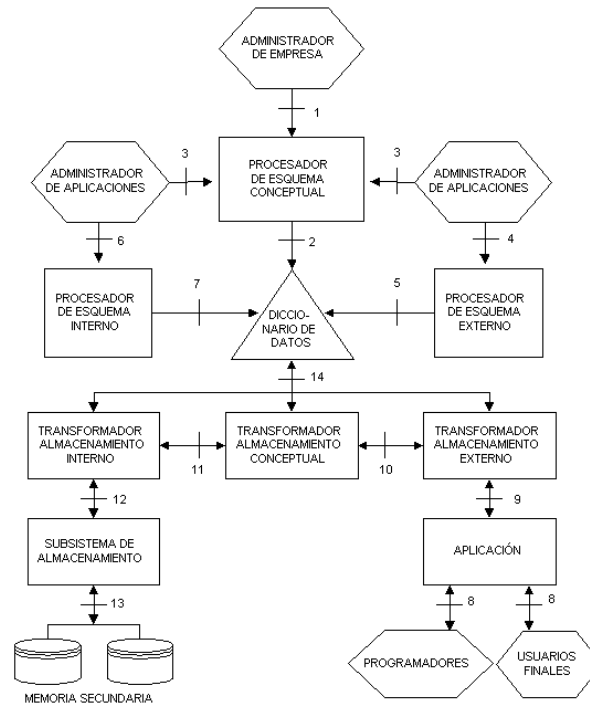 ADMINISTRADOR
DE EMPRESA
1
ADMINISTRADOR
DE APLICACIONES
3
PROCESADOR
DE ESQUEMA
CONCEPTUAL
3
ADMINISTRADOR
DE APLICACIONES
6
2
4
PROCESADOR
DE ESQUEMA
INTERNO
7
DICCIO-
NARIO DE
DATOS
5
PROCESADOR
DE ESQUEMA
EXTERNO
14
TRANSFORMADOR
ALMACENAMIENTO
INTERNO
11
TRANSFORMADOR
ALMACENAMIENTO
CONCEPTUAL
10
TRANSFORMADOR
ALMACENAMIENTO
EXTERNO
12
9
SUBSISTEMA DE
ALMACENAMIENTO
APLICACIÓN
13
8
8
PROGRAMADORES
USUARIOS
FINALES
MEMORIA SECUNDARIA